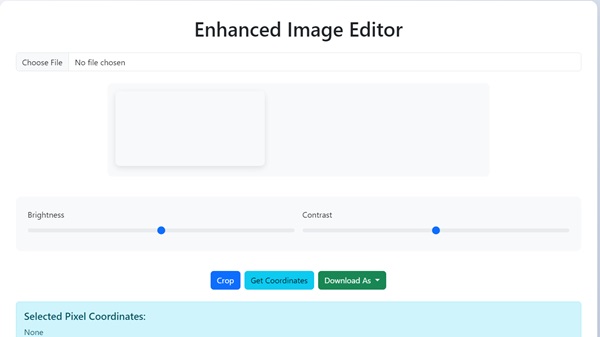 Enhanced Image Editor
Choose File No file chosen
Brightness Contrast
Crop Get Coordinates Download As
Selected Pixel Coordinates:
None